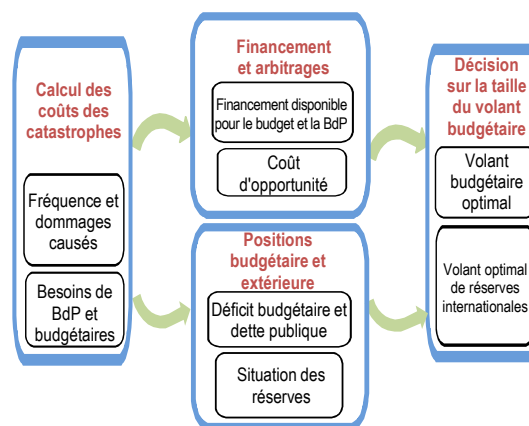 Calcul des
coûts des
catastrophes
Fréquence et
dommages
causés
Besoins de
BdP et
budgétaires
Financement
et arbitrages
Financement disponible
pour le budget et la BdP
Coût
d'opportunité
Positions
budgétaire et
extérieure
Déficit budgétaire et
dette publique
Situation des
réserves
Décision
sur la taille
du volant
budgétaire
Volant
budgétaire
optimal
Volant optimal
de réserves
internationales